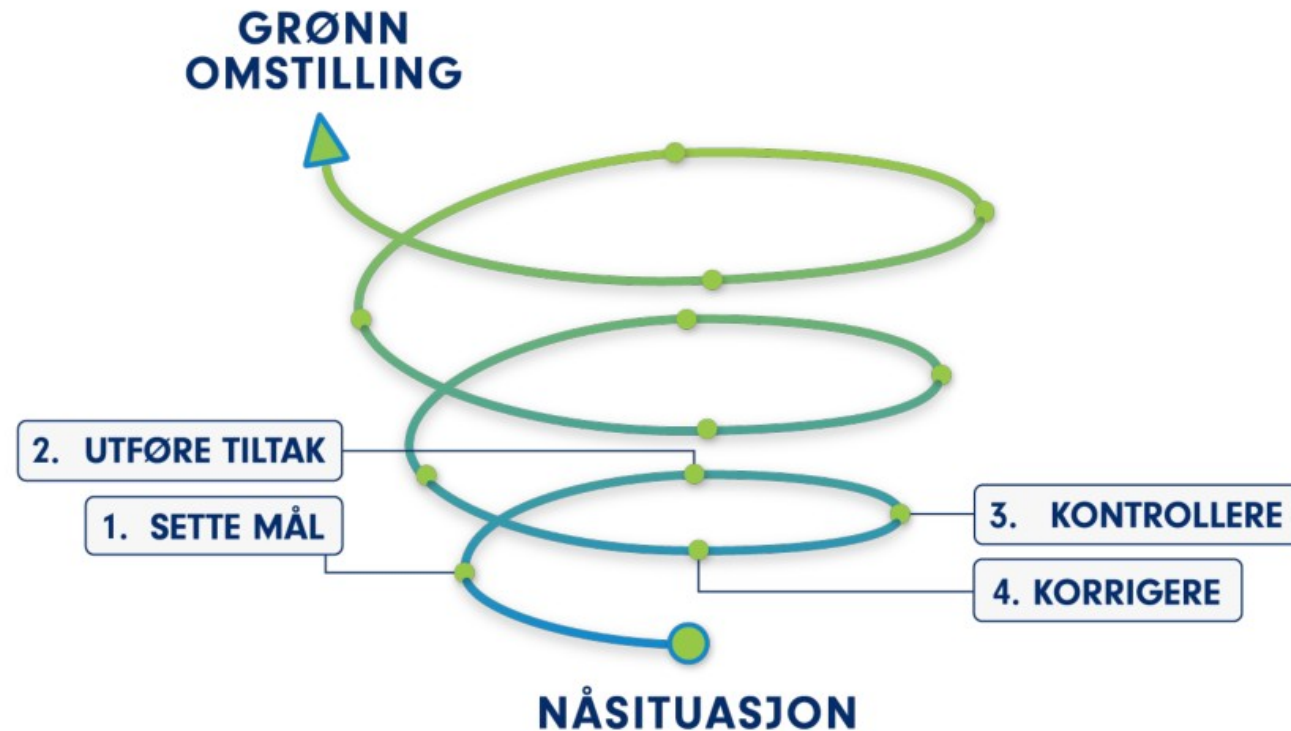 GRØNN
OMSTILLING
2. UTFØRE TILTAK
1. SETTE MÅL
3. KONTROLLERE
4. KORRIGERE
NÅSITUASJON